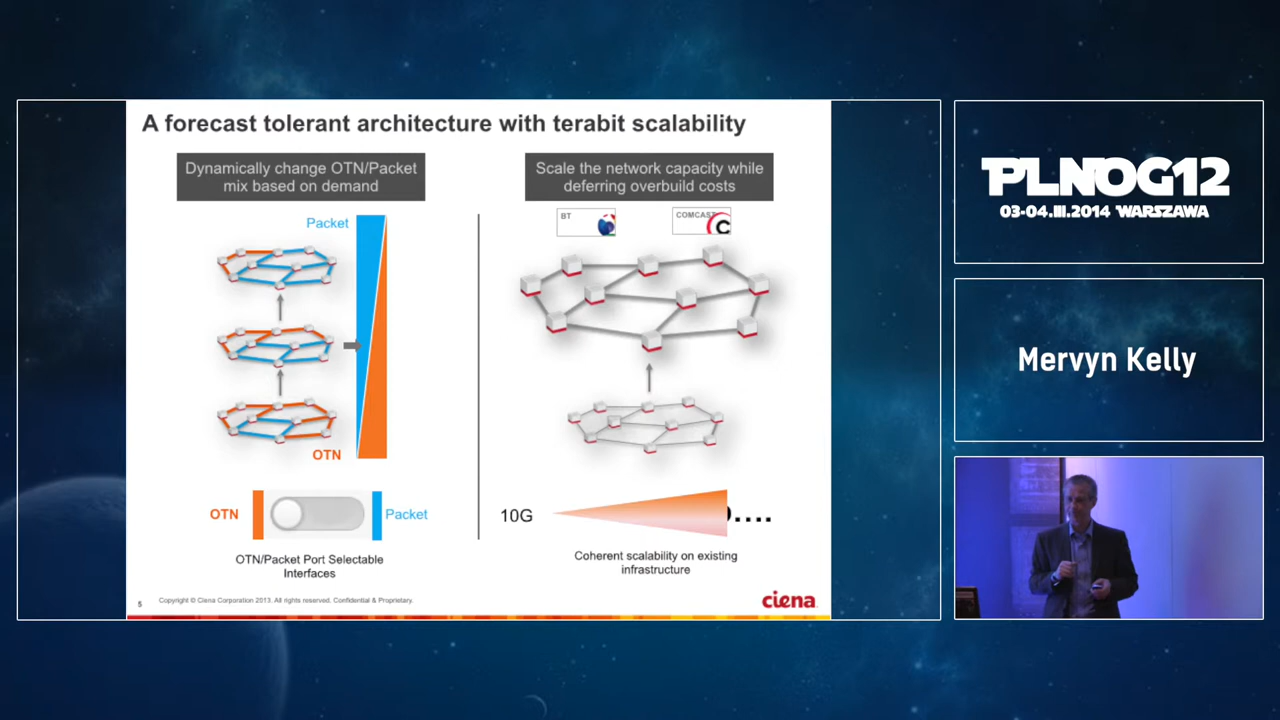 A forecast tolerant architecture with terabit scalability
Dynamically change OTN/Packet
mix based on demand
Packet
OTN
OTN
Packet
OTN/Packet Port Selectable
Interfaces
Scale the network capacity while
deferring overbuild costs
BT
COMCAST
C
10G
....
Coherent scalability on existing
infrastructure
5
Copyright © Ciena Corporation 2013. All rights reserved. Confidential & Proprietary.
ciena
PLNOG12
03-04.III.2014 WARSZAWA
Mervyn Kelly